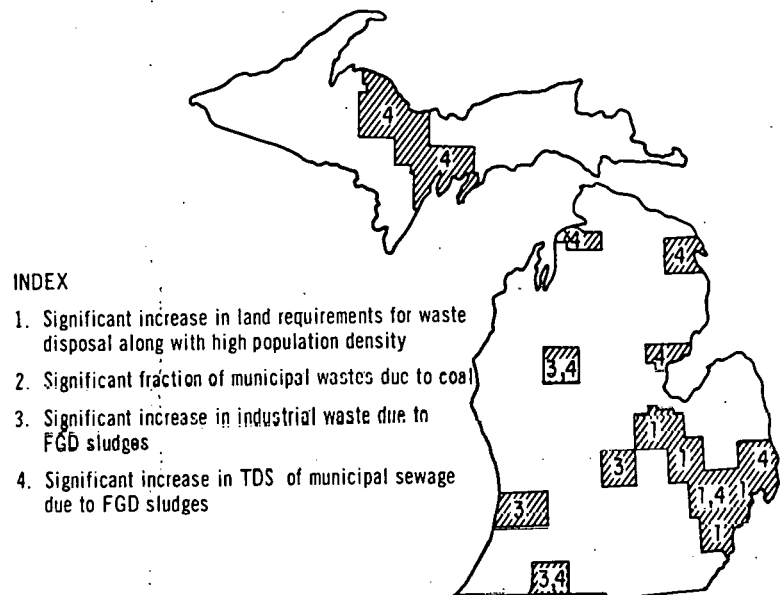 4
4
4
4
INDEX
1. Significant increase in land requirements for waste
disposal along with high population density
2. Significant fraction of municipal wastes due to coal
3. Significant increase in industrial waste due to
FGD sludges
4. Significant increase in TDS of municipal sewage
due to FGD sludges
3,4
4
1
3
1
4
1,4
1
3
1
3,4